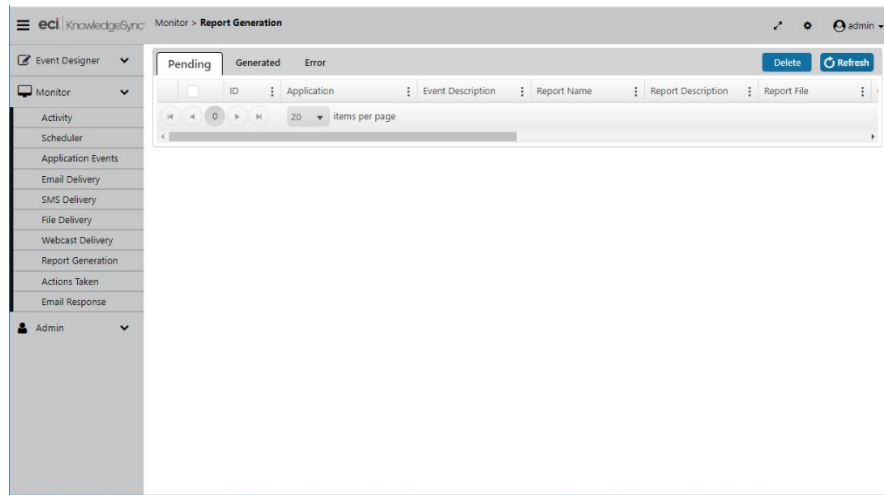 eci KnowledgeSync
Monitor > Report Generation
admin
Event Designer
Monitor
Activity
Scheduler
Application Events
Email Delivery
SMS Delivery
File Delivery
Webcast Delivery
Report Generation
Actions Taken
Email Response
Admin
Pending Generated Error
Delete Refresh
ID Application Event Description Report Name Report Description Report File
0 20 items per page